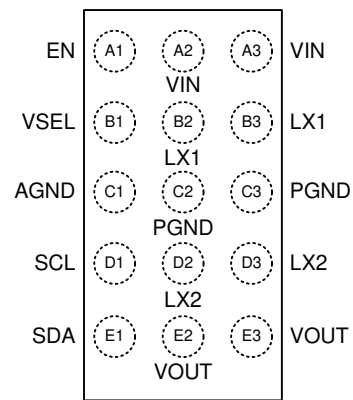 EN A1 A2 A3 VIN
VIN
VSEL B1 B2 B3 LX1
LX1
AGND C1 C2 C3 PGND
PGND
SCL D1 D2 D3 LX2
LX2
SDA E1 E2 E3 VOUT
VOUT